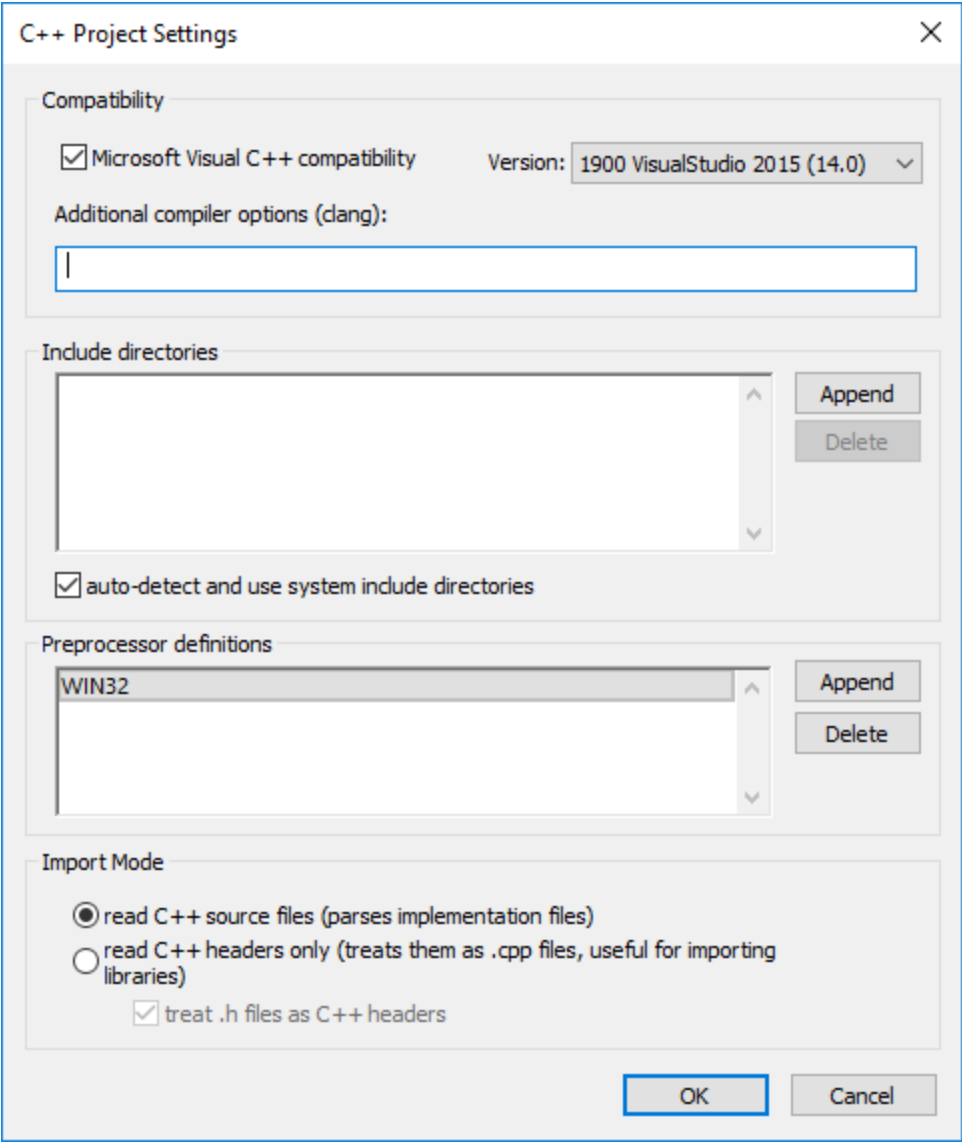 C++ Project Settings
Compatibility
Microsoft Visual C++ compatibility
Version: 1900 VisualStudio 2015 (14.0)
Additional compiler options (clang):
Include directories
Append
Delete
auto-detect and use system include directories
Preprocessor definitions
WIN32
Append
Delete
Import Mode
read C++ source files (parses implementation files)
read C++ headers only (treats them as .cpp files, useful for importing
libraries)
treat .h files as C++ headers
OK
Cancel